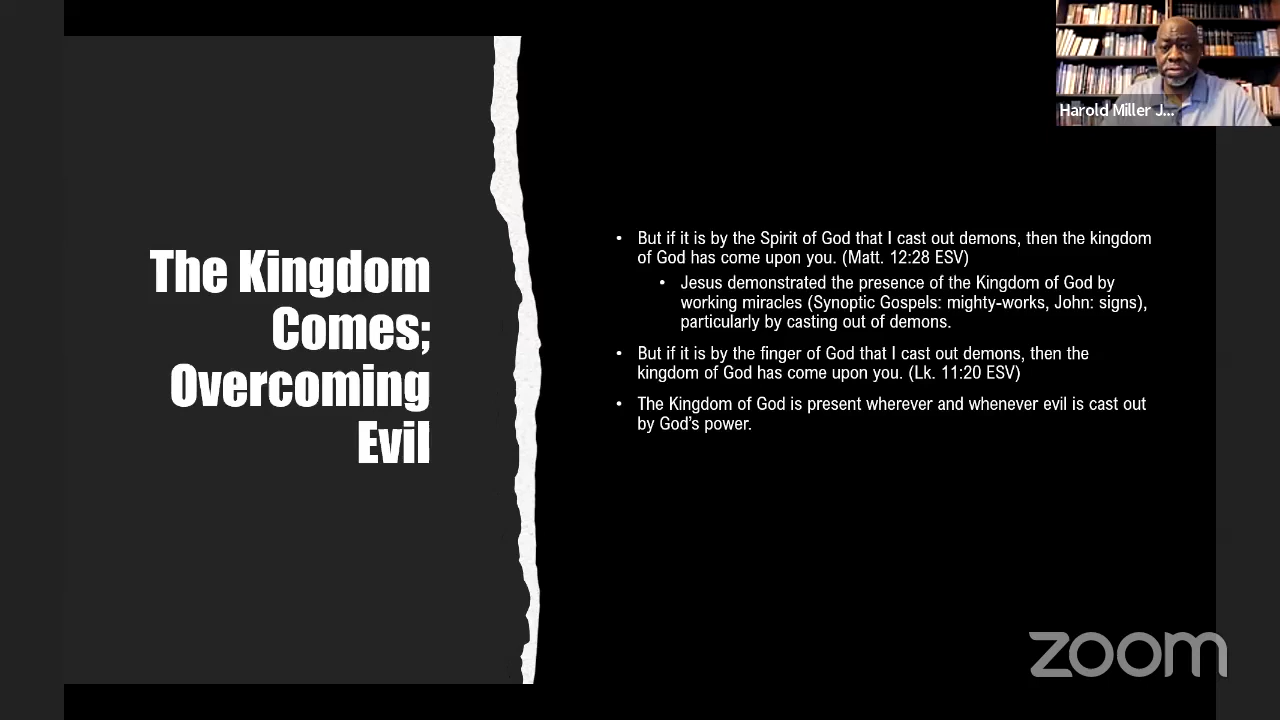 Harold Miller J...
The Kingdom
Comes;
Overcoming
Evil
• But if it is by the Spirit of God that I cast out demons, then the kingdom
of God has come upon you. (Matt. 12:28 ESV)
• Jesus demonstrated the presence of the Kingdom of God by
working miracles (Synoptic Gospels: mighty-works, John: signs),
particularly by casting out of demons.
• But if it is by the finger of God that I cast out demons, then the
kingdom of God has come upon you. (Lk. 11:20 ESV)
• The Kingdom of God is present wherever and whenever evil is cast out
by God’s power.
zoom